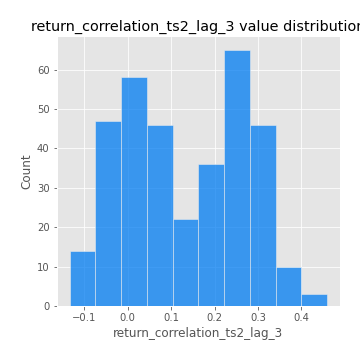 return_correlation_ts2_lag_3 value distribution
60
50
40
30
20
10
0
Count
−0.1 0.0 0.1 0.2 0.3 0.4
return_correlation_ts2_lag_3